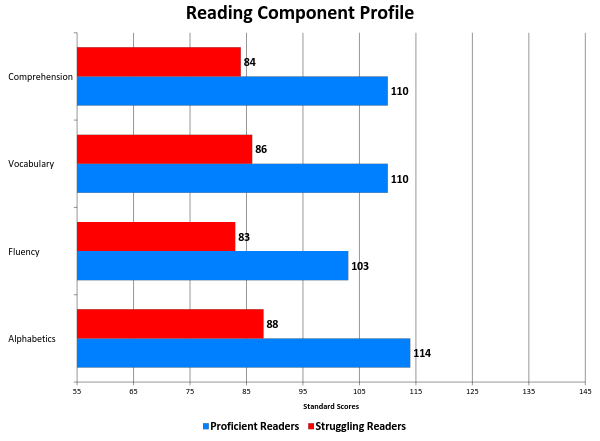 Reading Component Profile
Comprehension
84
110
Vocabulary
86
110
Fluency
83
103
Alphabetics
88
114
55 65 75 85 95 105 115 125 135 145
Standard Scores
Proficient Readers Struggling Readers